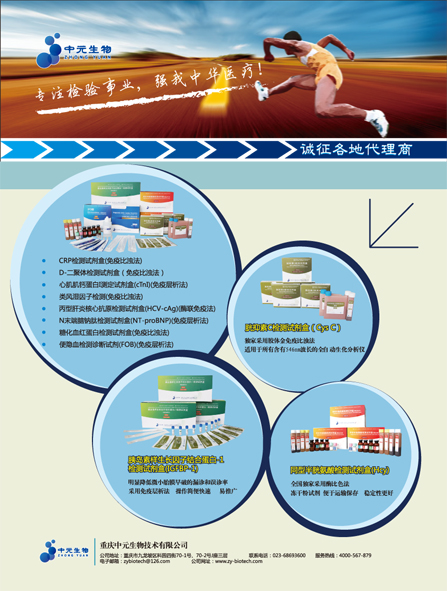 中元生物
ZHONG YUAN
专注检验事业，强我中华医疗！
诚征各地代理商
CRP检测试剂盒(免疫比浊法)
D-二聚体检测试剂盒（免疫比浊法）
心肌肌钙蛋白I测定试剂盒(cTnI)(免疫层析法)
类风湿因子检测(免疫比浊法)
丙型肝炎核心抗原检测试剂盒(HCV-cAg)(酶联免疫法)
N末端脑钠肽检测试剂盒(NT-proBNP)(免疫层析法)
糖化血红蛋白检测试剂盒(免疫比浊法)
便隐血检测诊断试剂(FOB)(免疫层析法)
胱抑素C检测试剂盒（Cys C）
独家采用胶体金免疫比浊法
适用于所有含有546nm波长的全自动生化分析仪
胰岛素样生长因子结合蛋白-1
检测试剂盒(IGFBP-1)
明显降低微小胎膜早破的漏诊和误诊率
采用免疫层析法 操作简便快速 易推广
同型半胱氨酸检测试剂盒(Hcy)
全国独家采用酶法色法
冻干粉试剂 便于运输保存 稳定性更好
中元生物
ZHONG YUAN
重庆中元生物技术有限公司
公司地址：重庆市九龙坡区科园四街70-1号、70-2号I座三层 联系电话：023-68693600 服务热线：4000-567-879
电子邮箱：zybiotech@126.com 公司网址：www.zy-biotech.com